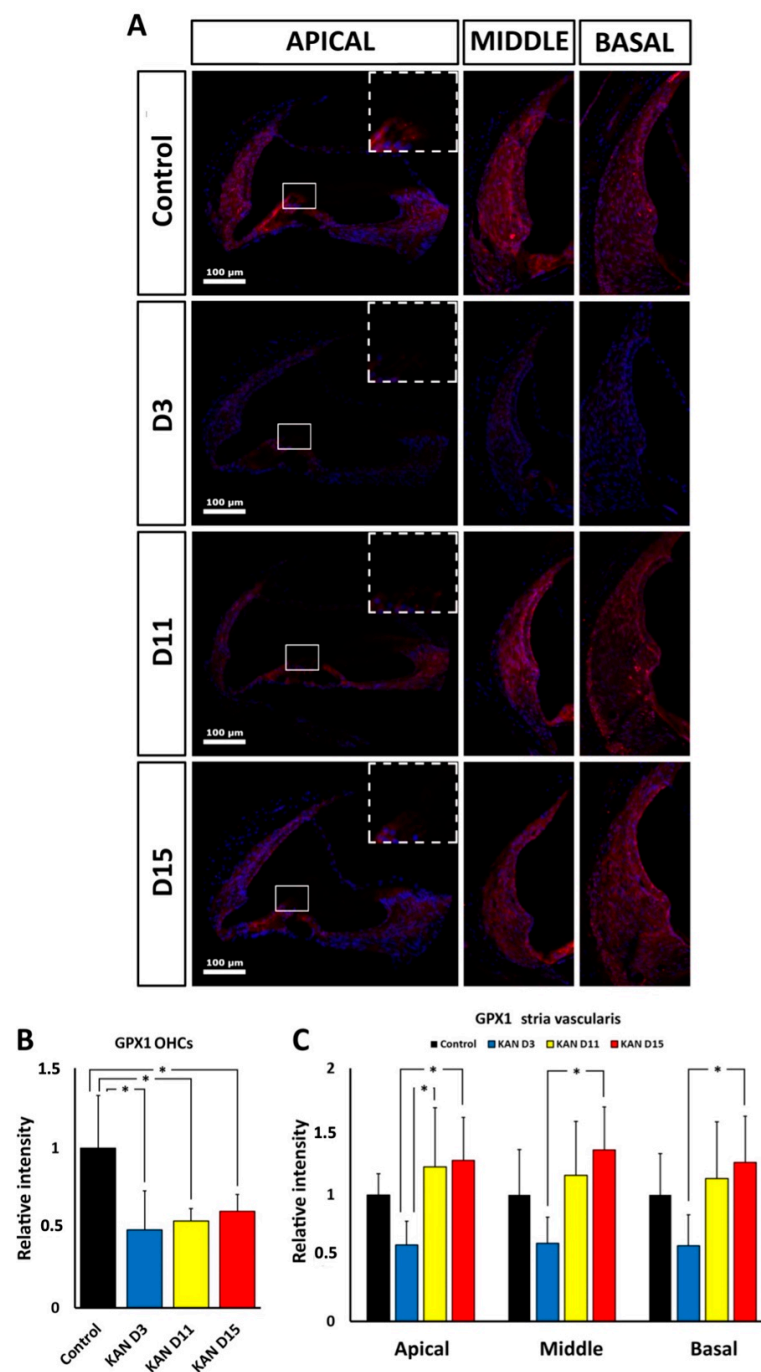 A
APICAL
MIDDLE
BASAL
Control
100 µm
D3
100 µm
D11
100 µm
D15
100 µm
B
GPX1 OHCs
1.5
1
0.5
0
Relative intensity
*
*
*
Control
KAN D3
KAN D11
KAN D15
C
GPX1 stria vascularis
Control KAN D3 KAN D11 KAN D15
2
1.5
1
0.5
0
Relative intensity
*
*
*
*
Apical
Middle
Basal